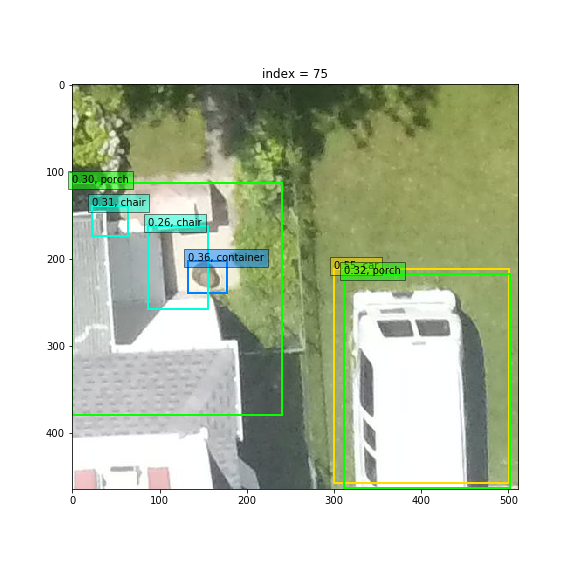 index = 75
0
0.30, porch
100
0.31, chair
0.26, chair
200
0.36, container
0.32, porch
300
400
0
100
200
300
400
500